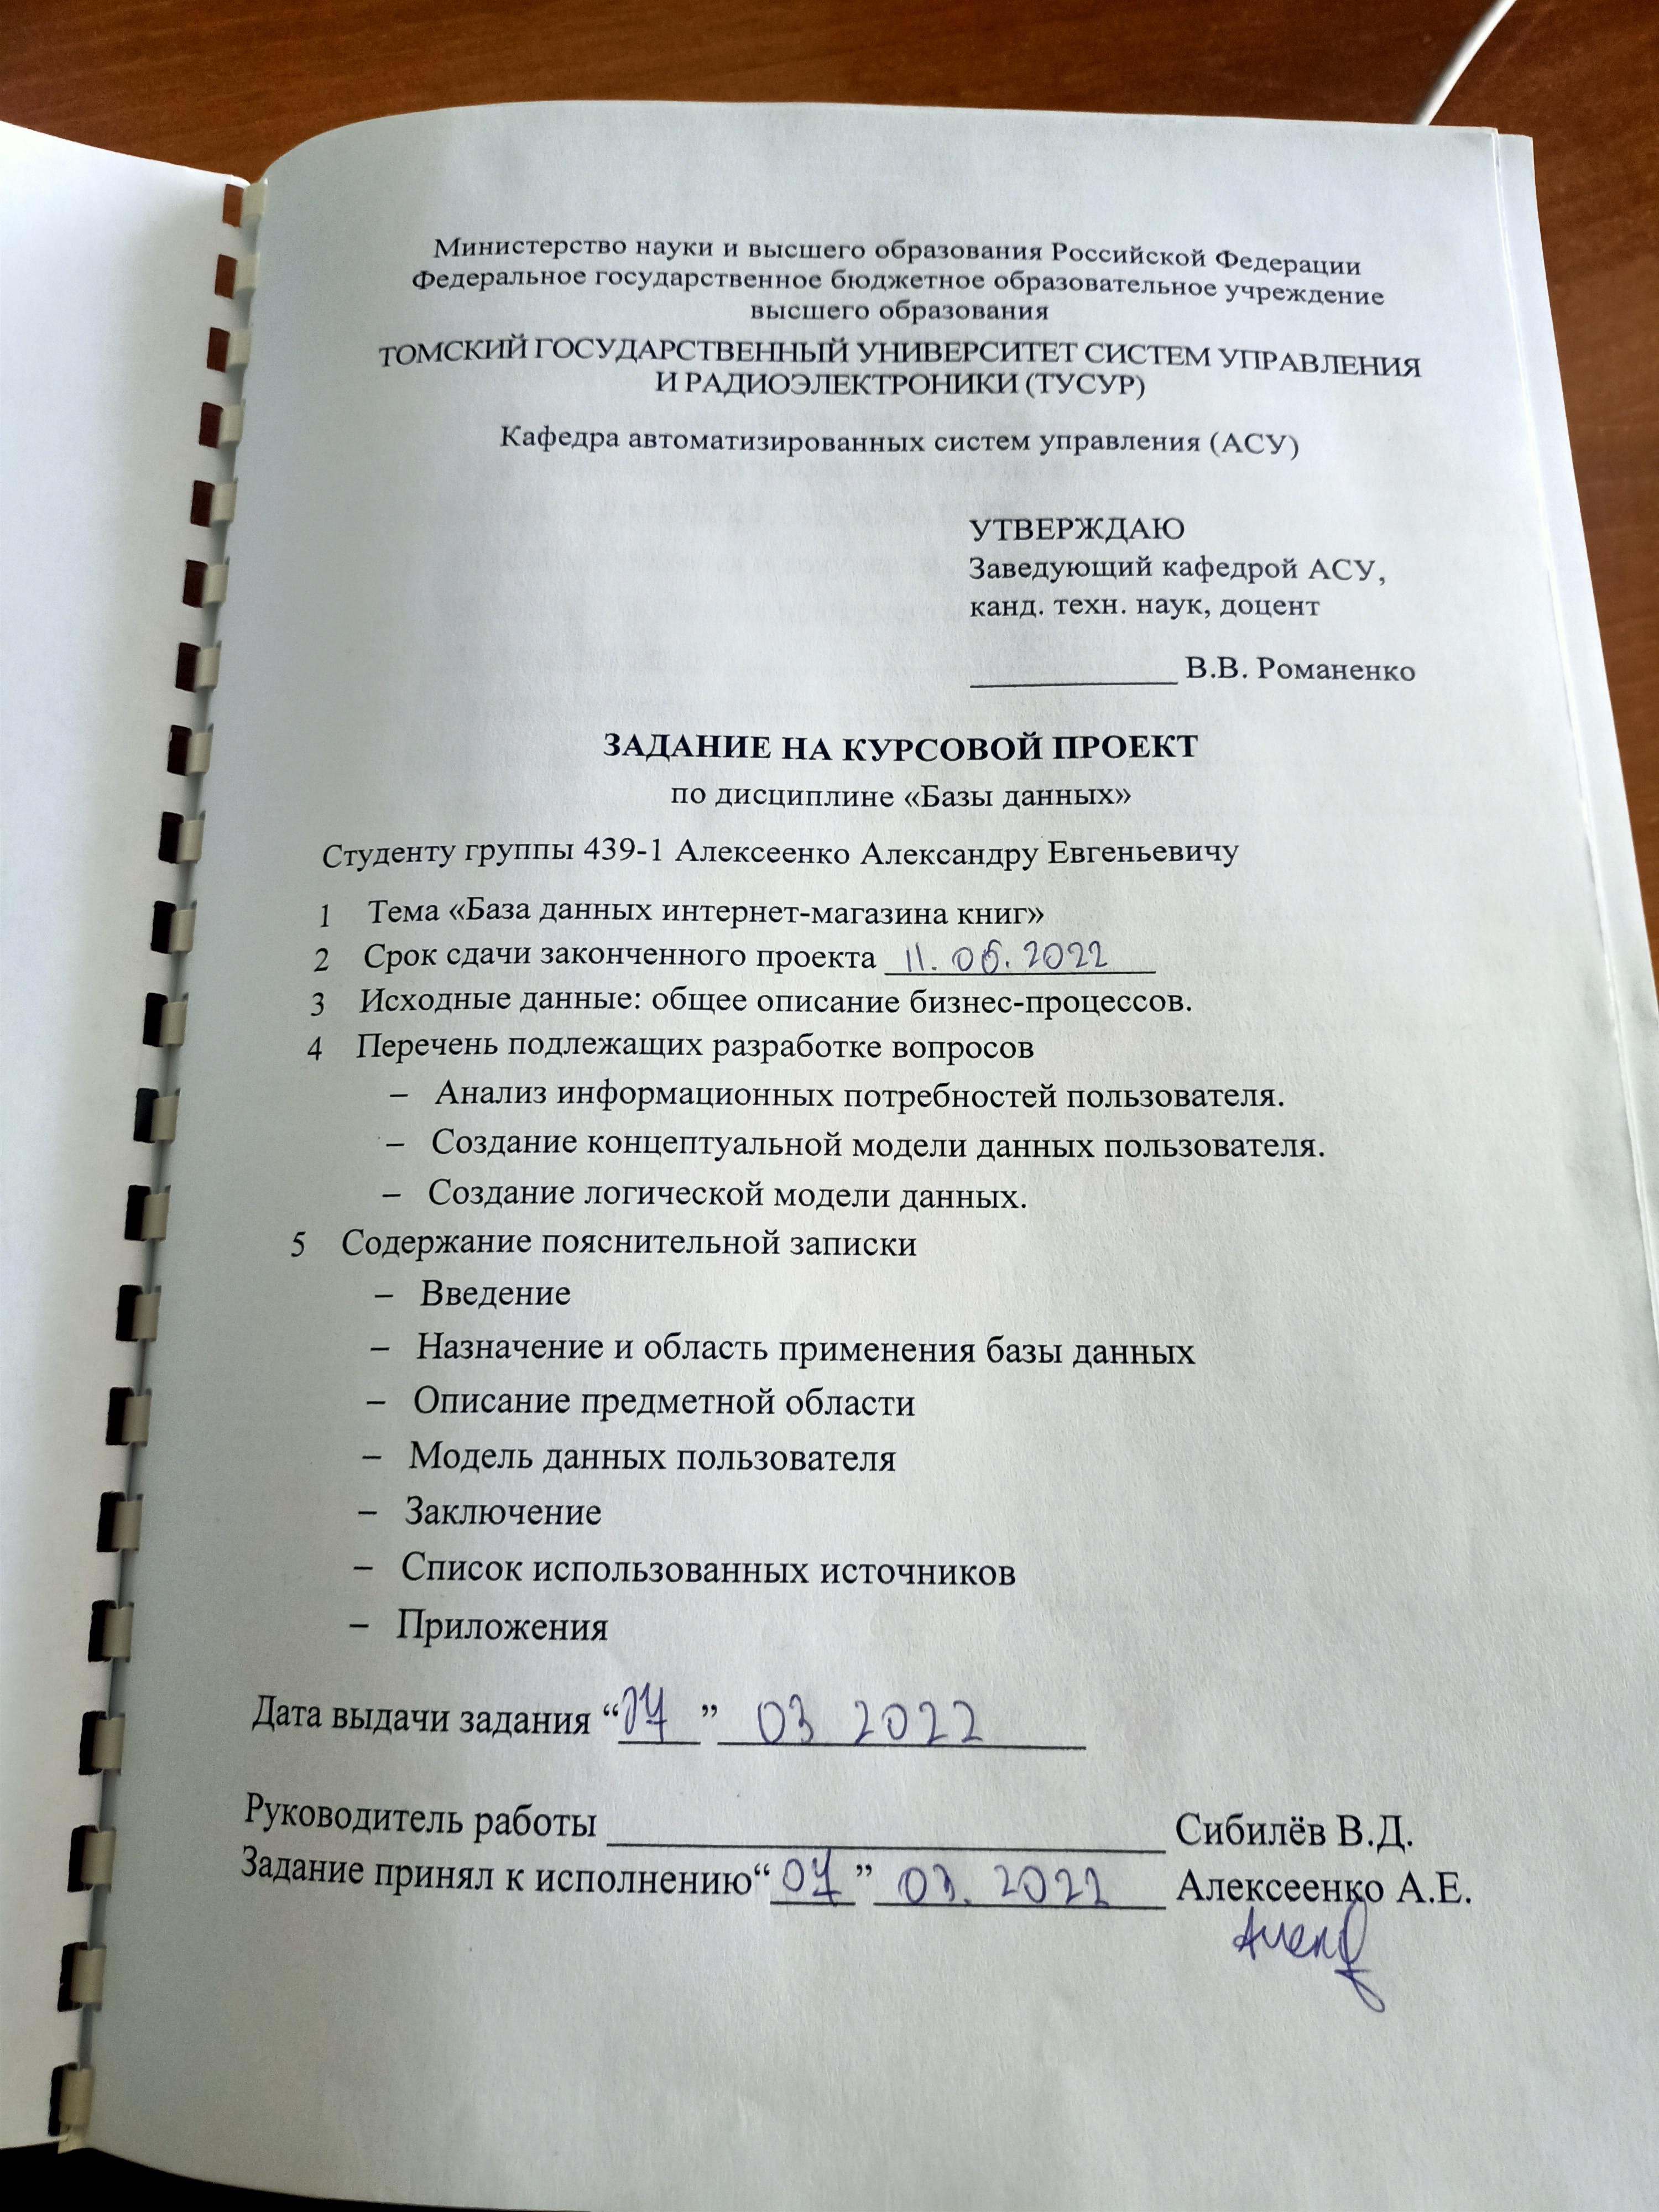 Министерство науки и высшего образования Российской Федерации
Федеральное государственное бюджетное образовательное учреждение
высшего образования
ТОМСКИЙ ГОСУДАРСТВЕННЫЙ УНИВЕРСИТЕТ СИСТЕМ УПРАВЛЕНИЯ
И РАДИОЭЛЕКТРОНИКИ (ТУСУР)
Кафедра автоматизированных систем управления (АСУ)
УТВЕРЖДАЮ
Заведующий кафедрой АСУ,
канд. техн. наук, доцент
В.В. Романенко
ЗАДАНИЕ НА КУРСОВОЙ ПРОЕКТ
по дисциплине «Базы данных»
Студенту группы 439-1 Алексеенко Александру Евгеньевичу
1 Тема «База данных интернет-магазина книг»
2 Срок сдачи законченного проекта 11. 06. 2022
3 Исходные данные: общее описание бизнес-процессов.
4 Перечень подлежащих разработке вопросов
– Анализ информационных потребностей пользователя.
– Создание концептуальной модели данных пользователя.
– Создание логической модели данных.
5 Содержание пояснительной записки
– Введение
– Назначение и область применения базы данных
– Описание предметной области
– Модель данных пользователя
– Заключение
– Список использованных источников
– Приложения
Дата выдачи задания “07” 03 2022
Руководитель работы Сибилёв В.Д.
Задание принял к исполнению“07” 03. 2022 Алексеенко А.Е.